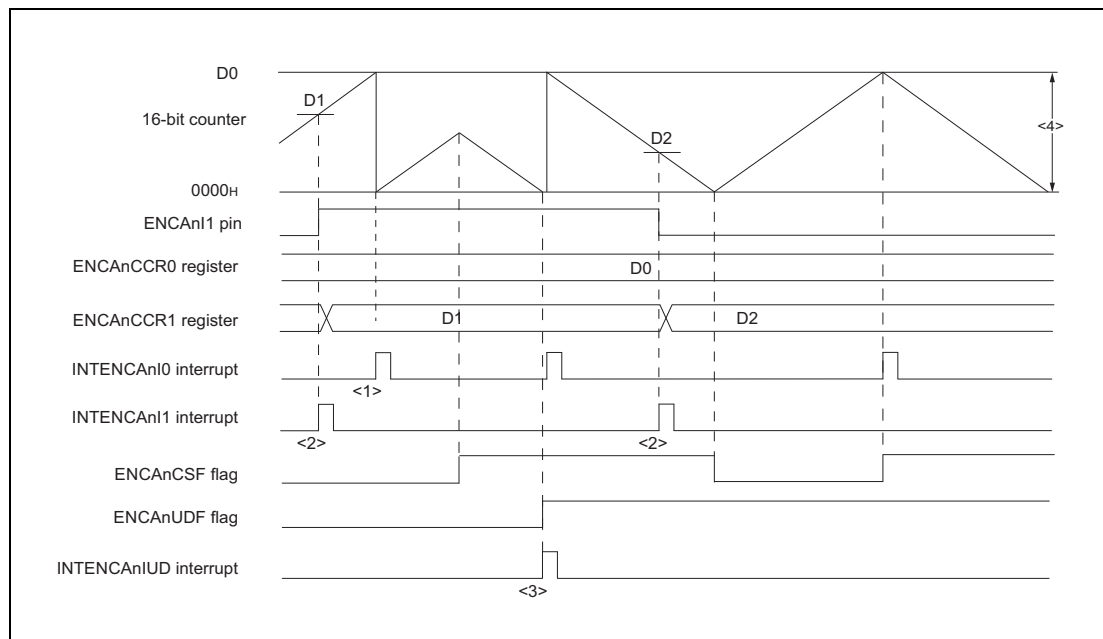 D0
D1
16-bit counter
<4>
D2
0000H
ENCAnI1 pin
ENCAnCCR0 register
D0
ENCAnCCR1 register
D1
D2
INTENCAnI0 interrupt
<1>
INTENCAnI1 interrupt
<2>
<2>
ENCAnCSF flag
ENCAnUDF flag
INTENCAnIUD interrupt
<3>